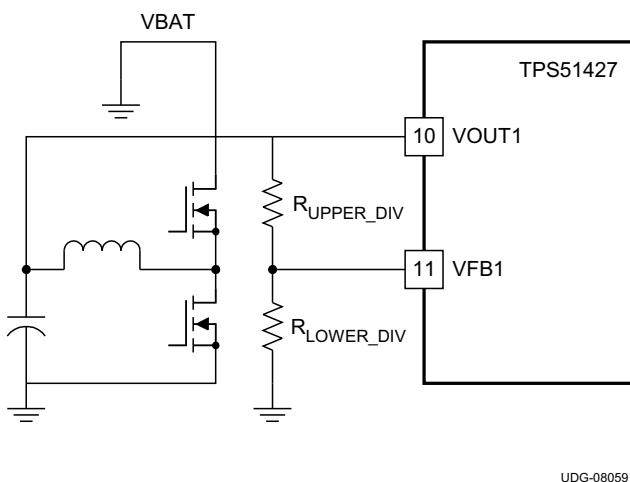 VBAT
TPS51427
10 VOUT1
RUPPER_DIV
11 VFB1
RLOWER_DIV
UDG-08059